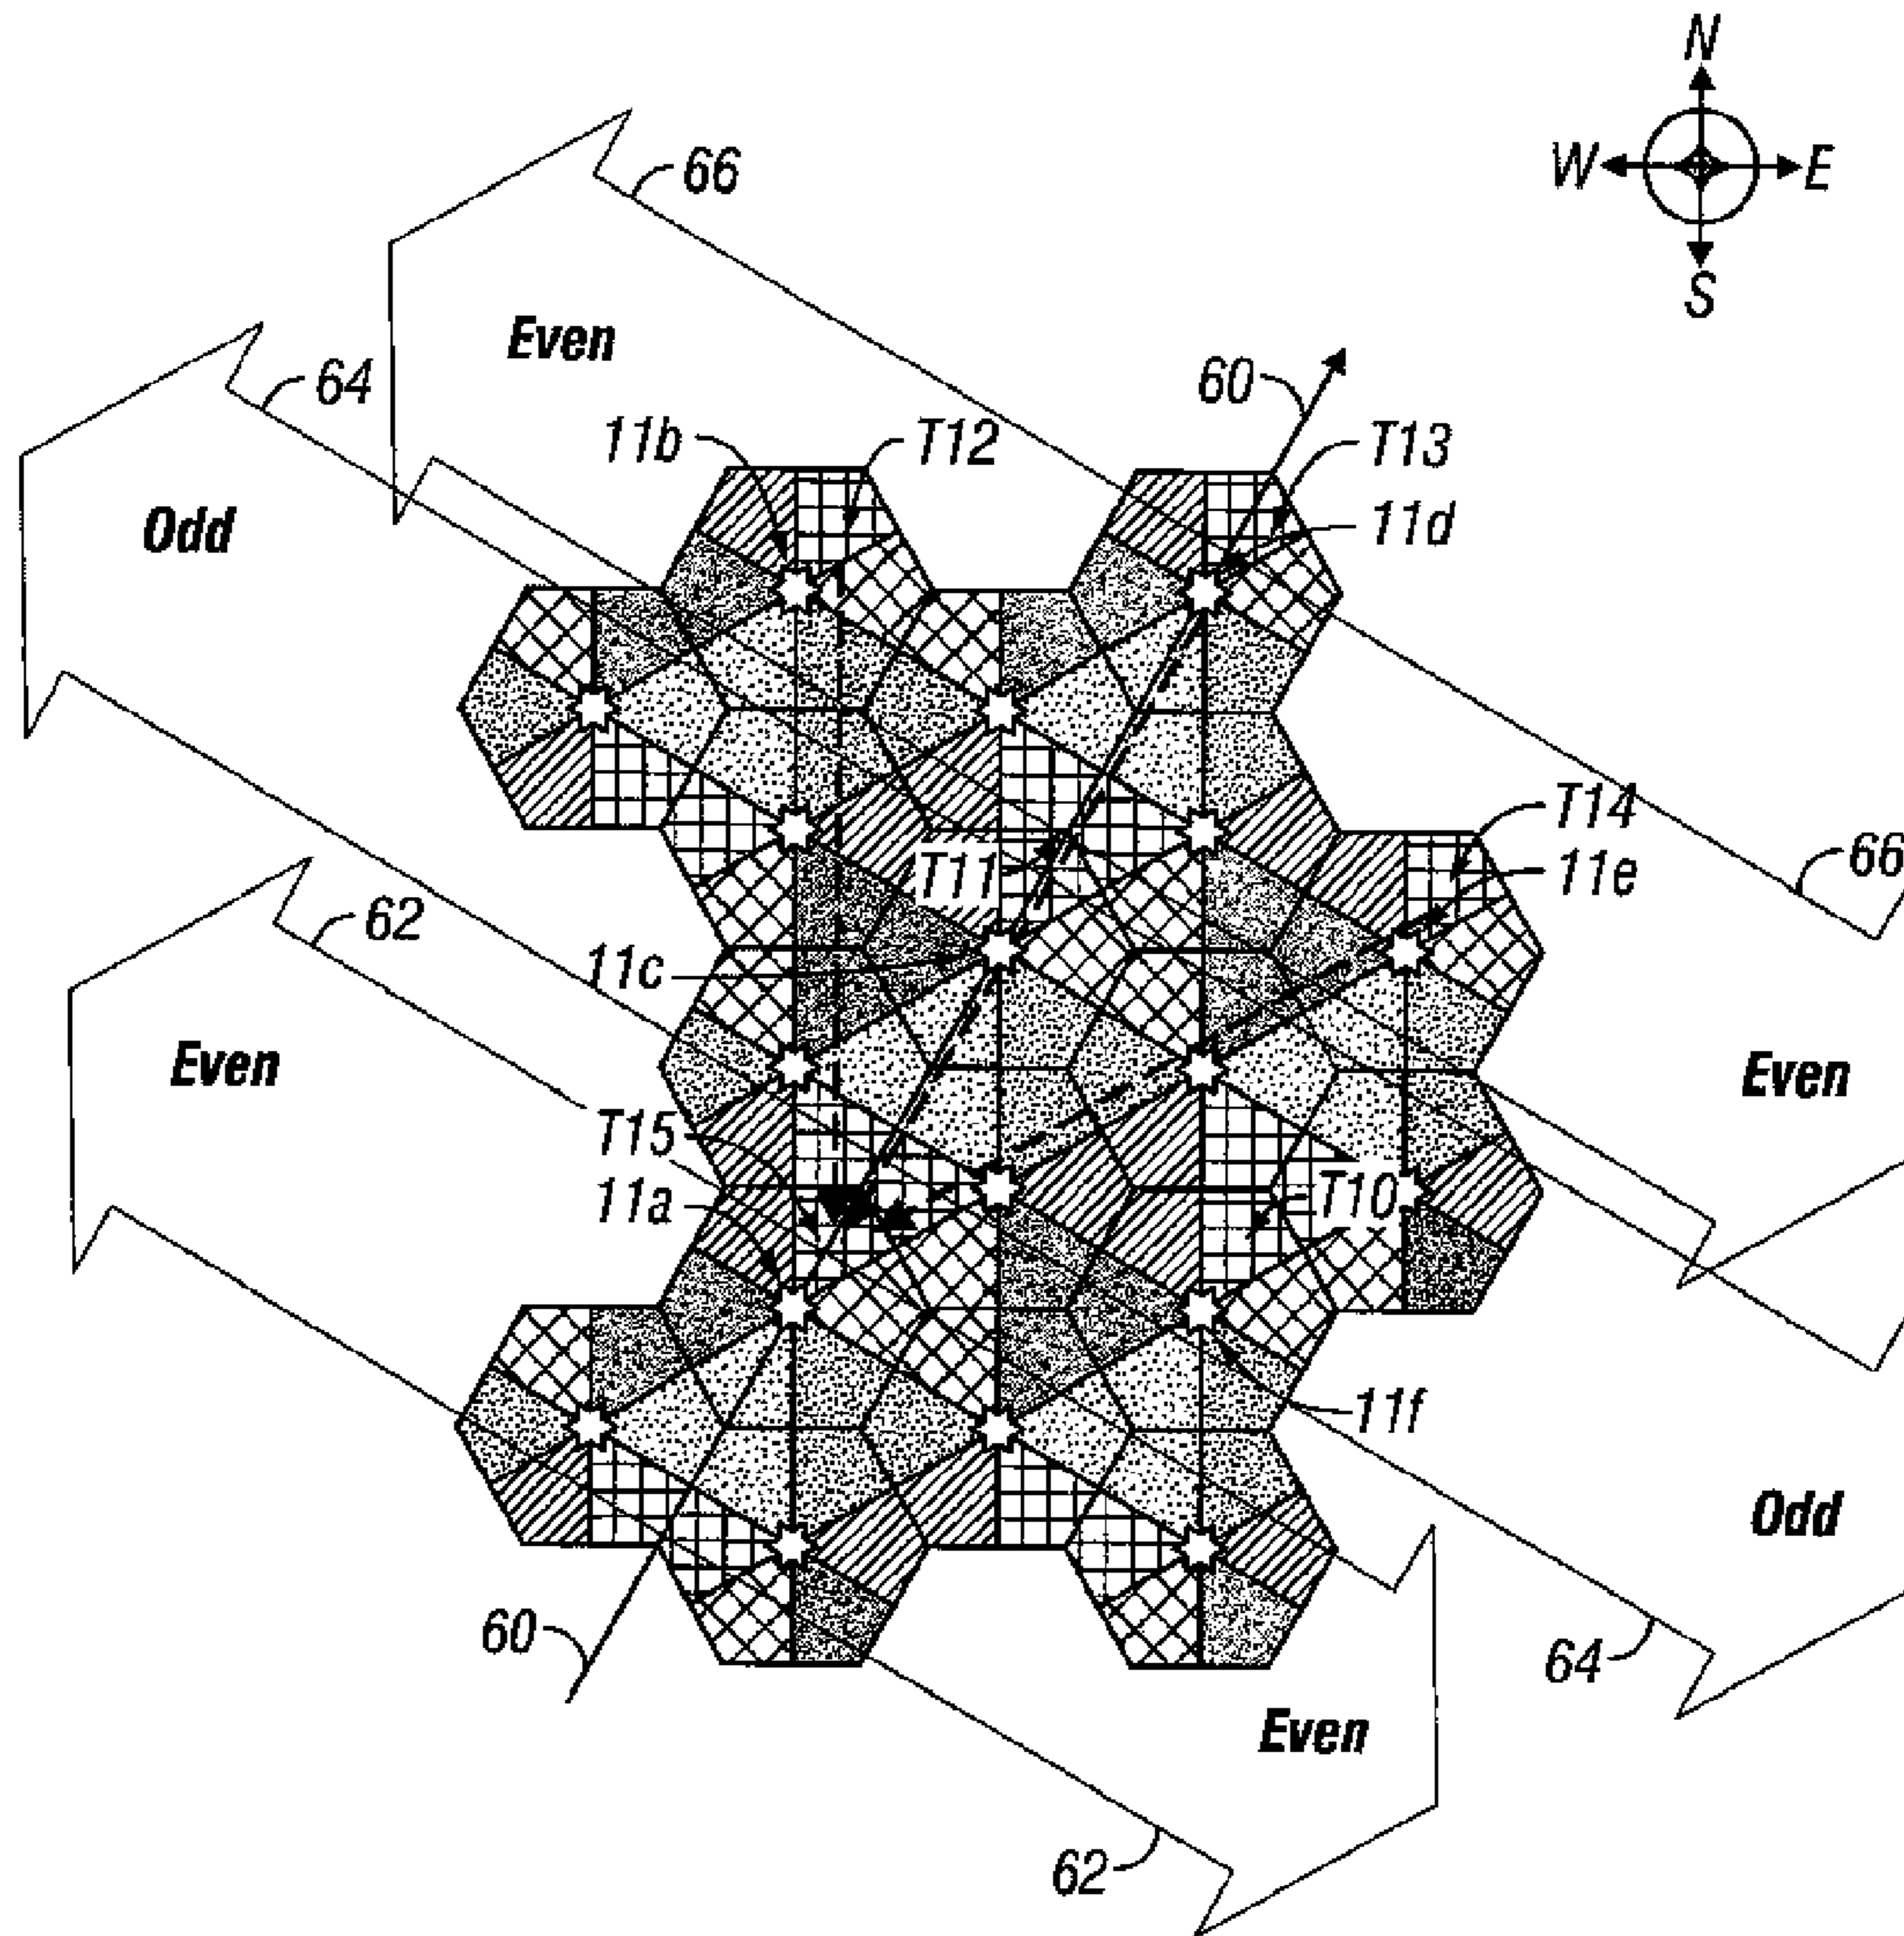 N
W E
S
66
Even
64
60
11b T12
T13
11d
Odd
T14
11e
T11
66
62
11c
Even
Even
T15
11a
T10
11f
Odd
60
64
Even
62